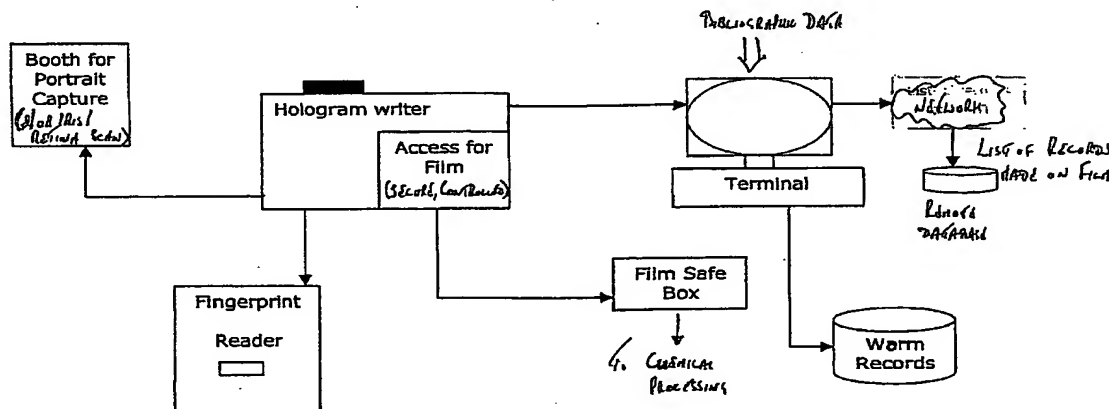 BIBLIOGRAPHIC DATA
Booth for
Portrait
Capture
(&/OR IRIS/
RETINA SCAN)
Hologram writer
Access for
Film
(SECURE, CONTROLLED)
List
NETWORK
LIST OF RECORDS
MADE ON FILM
Terminal
REMOTE
DATABASE
Fingerprint
Reader
Film Safe
Box
CHEMICAL
PROCESSING
Warm
Records